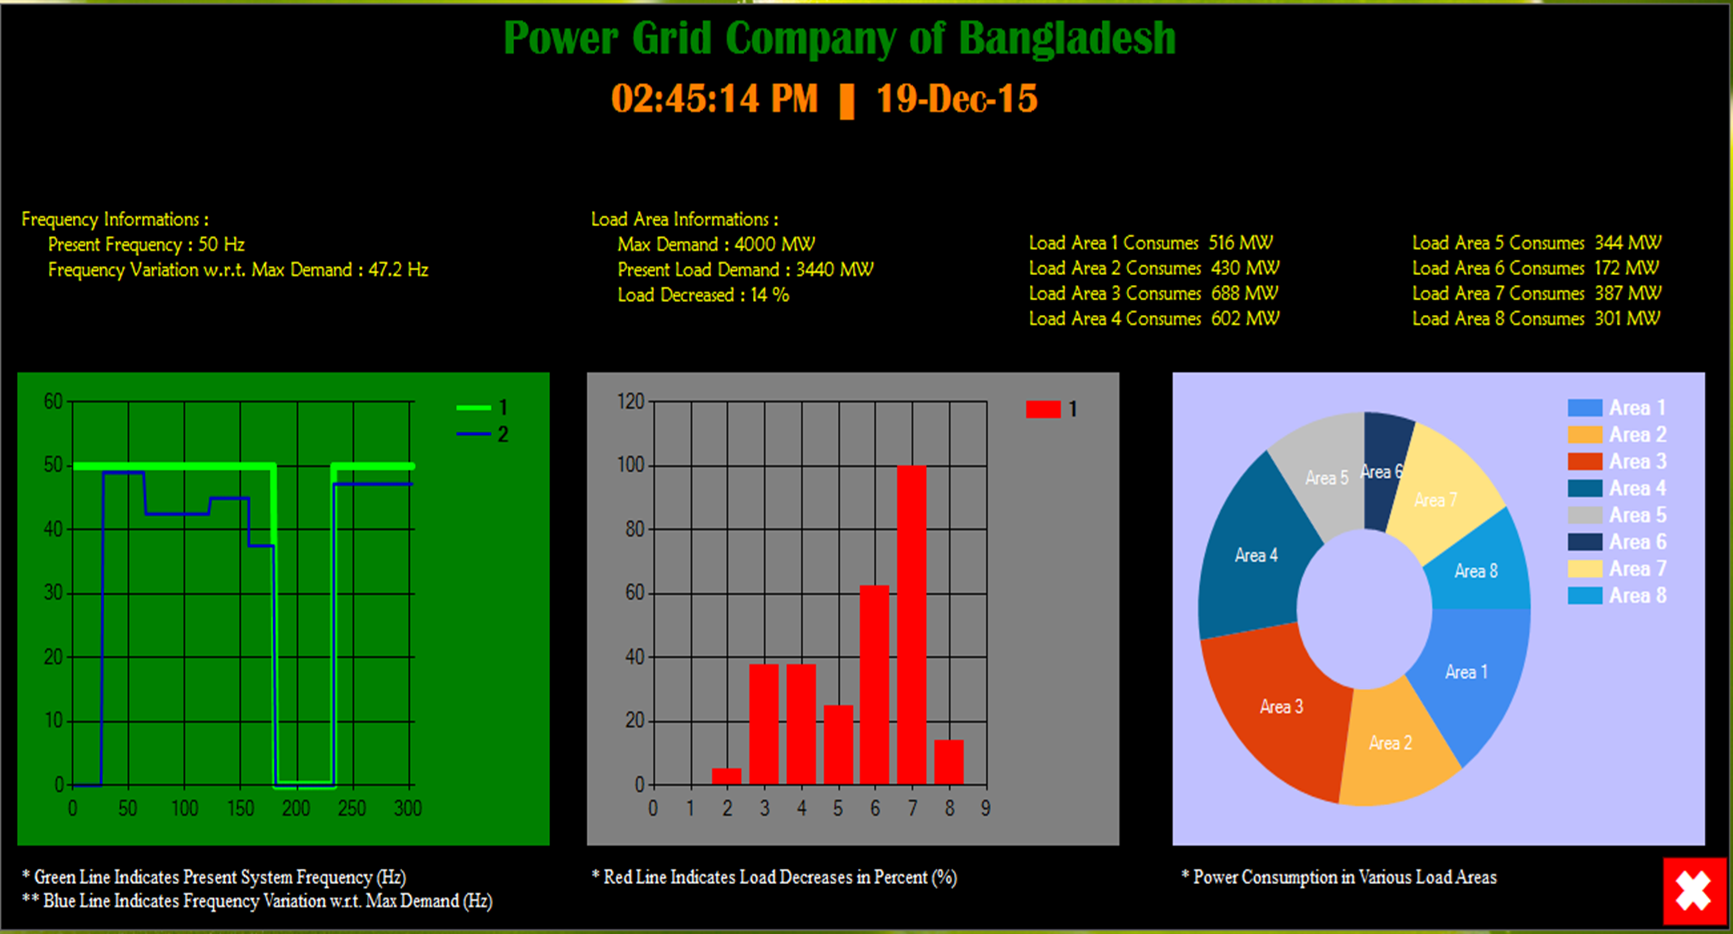 Power Grid Company of Bangladesh
02:45:14 PM | 19-Dec-15
Frequency Informations :
Present Frequency : 50 Hz
Frequency Variation w.r.t. Max Demand : 47.2 Hz
Load Area Informations :
Max Demand : 4000 MW
Present Load Demand : 3440 MW
Load Decreased : 14 %
Load Area 1 Consumes 516 MW
Load Area 2 Consumes 430 MW
Load Area 3 Consumes 688 MW
Load Area 4 Consumes 602 MW
Load Area 5 Consumes 344 MW
Load Area 6 Consumes 172 MW
Load Area 7 Consumes 387 MW
Load Area 8 Consumes 301 MW
60
50
40
30
20
10
0
0 50 100 150 200 250 300
1
2
* Green Line Indicates Present System Frequency (Hz)
** Blue Line Indicates Frequency Variation w.r.t. Max Demand (Hz)
120
100
80
60
40
20
0
0 1 2 3 4 5 6 7 8 9
1
* Red Line Indicates Load Decreases in Percent (%)
Area 5
Area 6
Area 7
Area 4
Area 8
Area 1
Area 3
Area 2
Area 1
Area 2
Area 3
Area 4
Area 5
Area 6
Area 7
Area 8
* Power Consumption in Various Load Areas